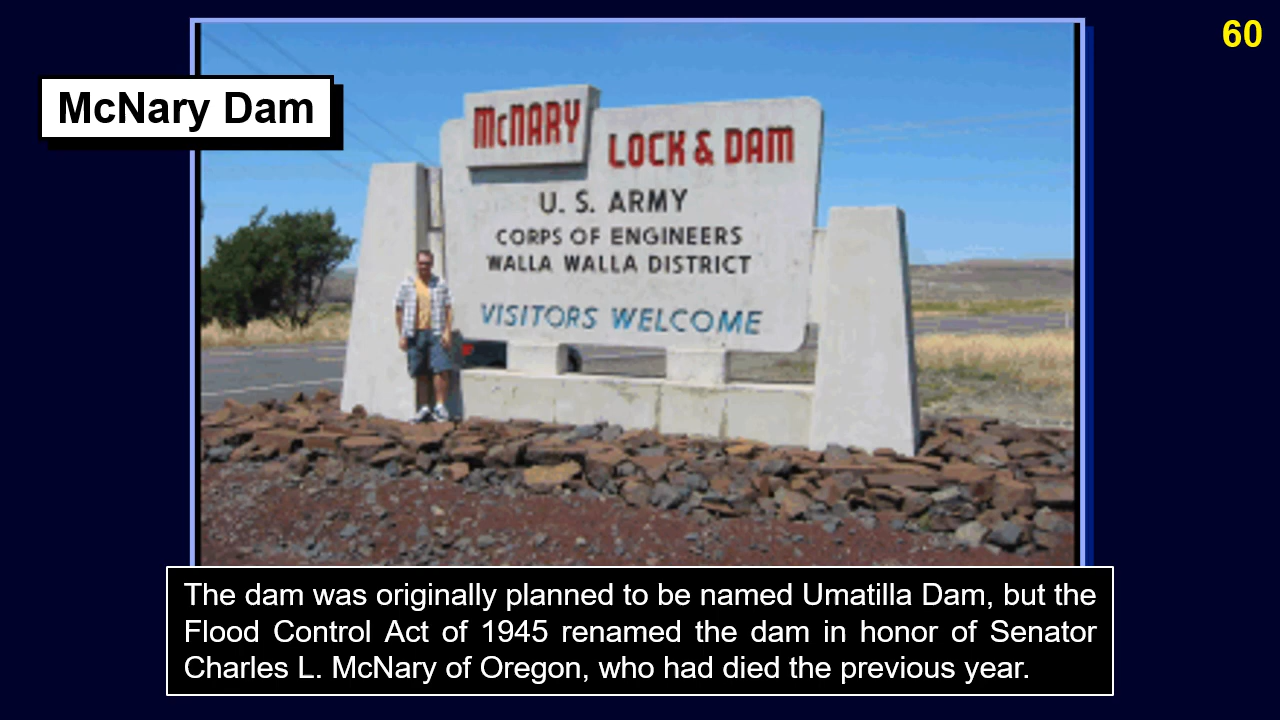 60
McNary Dam
McNARY
LOCK & DAM
U. S. ARMY
CORPS OF ENGINEERS
WALLA WALLA DISTRICT
VISITORS WELCOME
The dam was originally planned to be named Umatilla Dam, but the
Flood Control Act of 1945 renamed the dam in honor of Senator
Charles L. McNary of Oregon, who had died the previous year.